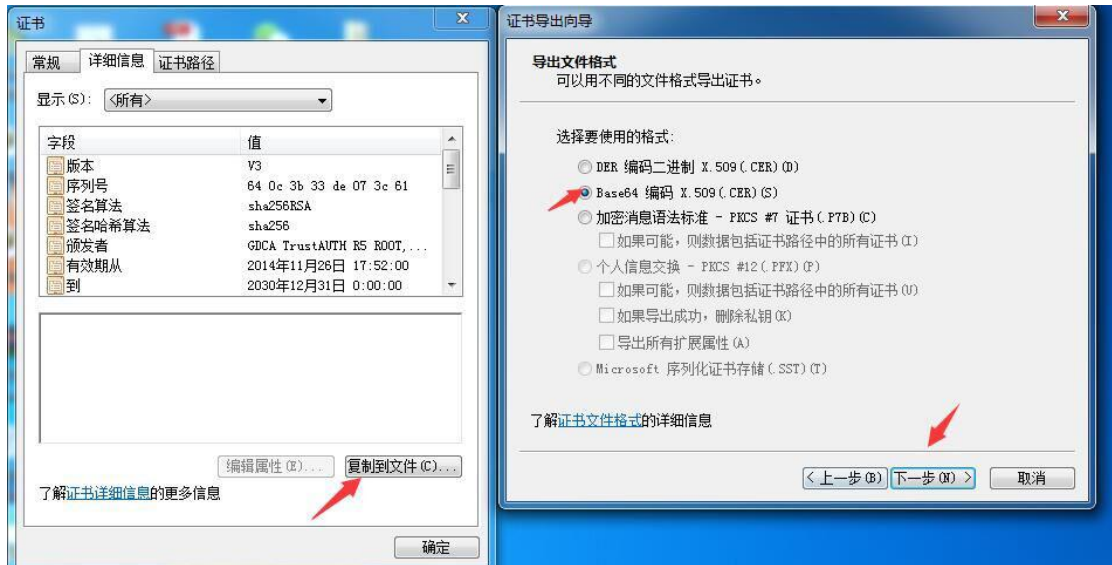 证书
常规 详细信息 证书路径
显示(S): <所有>
字段 值
版本 V3
序列号 64 0c 3b 33 de 07 3c 61
签名算法 sha256RSA
签名哈希算法 sha256
颁发者 GDCA TrustAUTH R5 ROOT,...
有效期从 2014年11月26日 17:52:00
到 2030年12月31日 0:00:00
编辑属性(E)... 复制到文件(C)...
了解证书详细信息的更多信息
确定
证书导出向导
导出文件格式
可以用不同的文件格式导出证书。
选择要使用的格式:
DER 编码二进制 X.509(.CER)(D)
Base64 编码 X.509(.CER)(S)
加密消息语法标准 - PKCS #7 证书(.P7B)(C)
如果可能，则数据包括证书路径中的所有证书(I)
个人信息交换 - PKCS #12(.PFX)(P)
如果可能，则数据包括证书路径中的所有证书(U)
如果导出成功，删除私钥(K)
导出所有扩展属性(A)
Microsoft 序列化证书存储(.SST)(T)
了解证书文件格式的详细信息
< 上一步(B) 下一步(N) > 取消